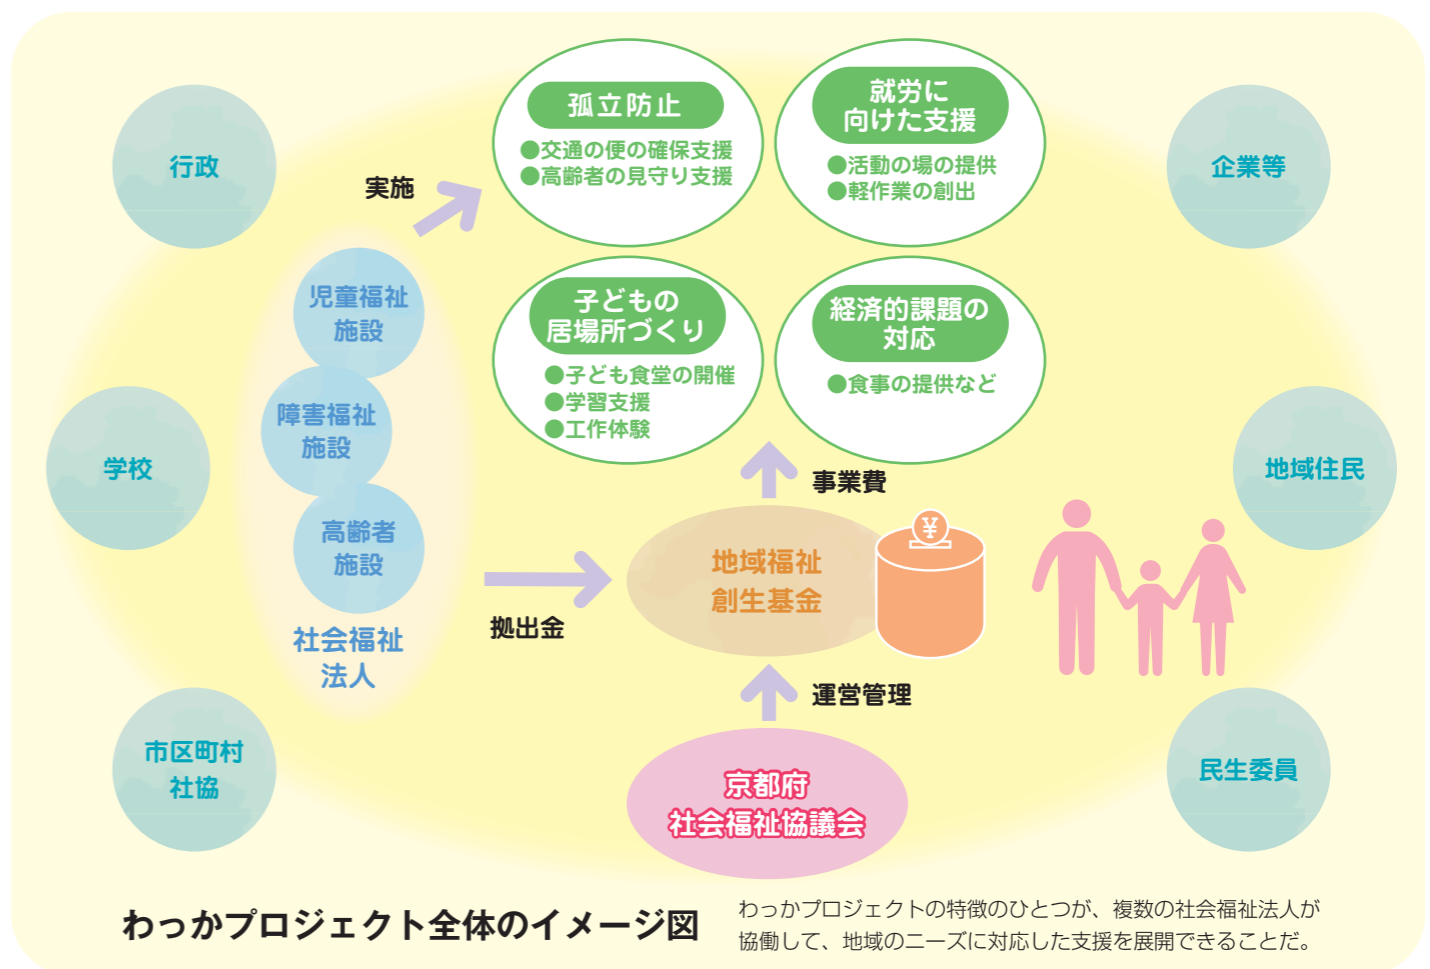 孤立防止
●交通の便の確保支援
●高齢者の見守り支援
就労に
向けた支援
●活動の場の提供
●軽作業の創出
行政
企業等
実施
児童福祉
施設
障害福祉
施設
高齢者
施設
社会福祉
法人
子どもの
居場所づくり
●子ども食堂の開催
●学習支援
●工作体験
経済的課題の
対応
●食事の提供など
学校
地域住民
事業費
地域福祉
創生基金
¥
拠出金
運営管理
市区町村
社協
京都府
社会福祉協議会
民生委員
わっかプロジェクト全体のイメージ図
わっかプロジェクトの特徴のひとつが、複数の社会福祉法人が
協働して、地域のニーズに対応した支援を展開できることだ。